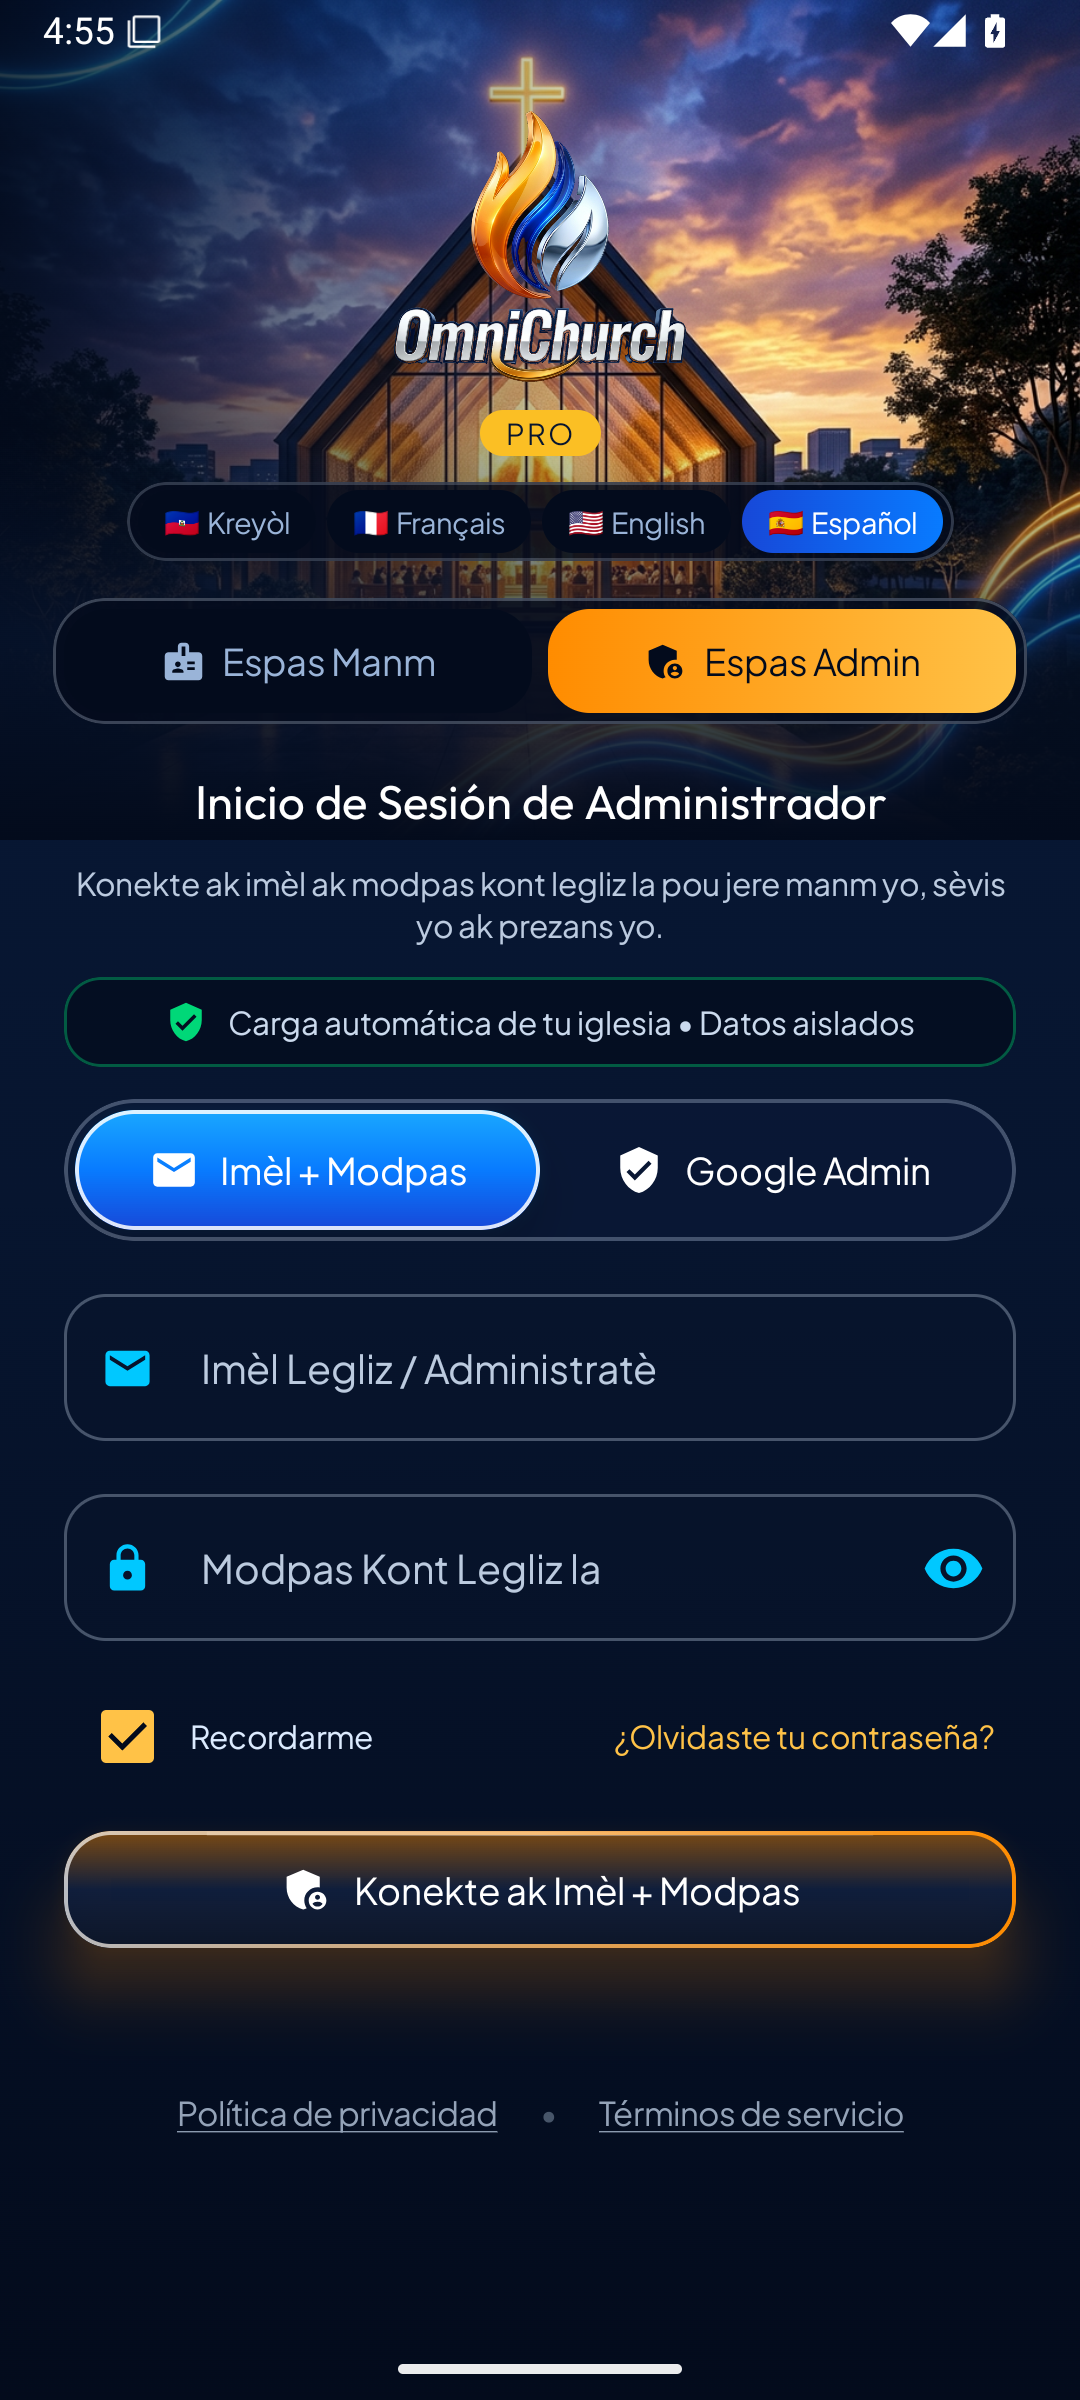 4:55
OmniChurch
PRO
Kreyòl Français English Español
Espas Manm Espas Admin
Inicio de Sesión de Administrador
Konekte ak imèl ak modpas kont legliz la pou jere manm yo, sèvis
yo ak prezans yo.
Carga automática de tu iglesia • Datos aislados
Imèl + Modpas Google Admin
Imèl Legliz / Administratè
Modpas Kont Legliz la
Recordarme ¿Olvidaste tu contraseña?
Konekte ak Imèl + Modpas
Política de privacidad • Términos de servicio